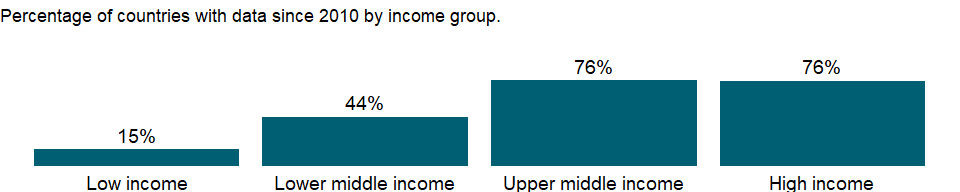 Percentage of countries with data since 2010 by income group.
76% 76%
44%
15%
Low income Lower middle income Upper middle income High income